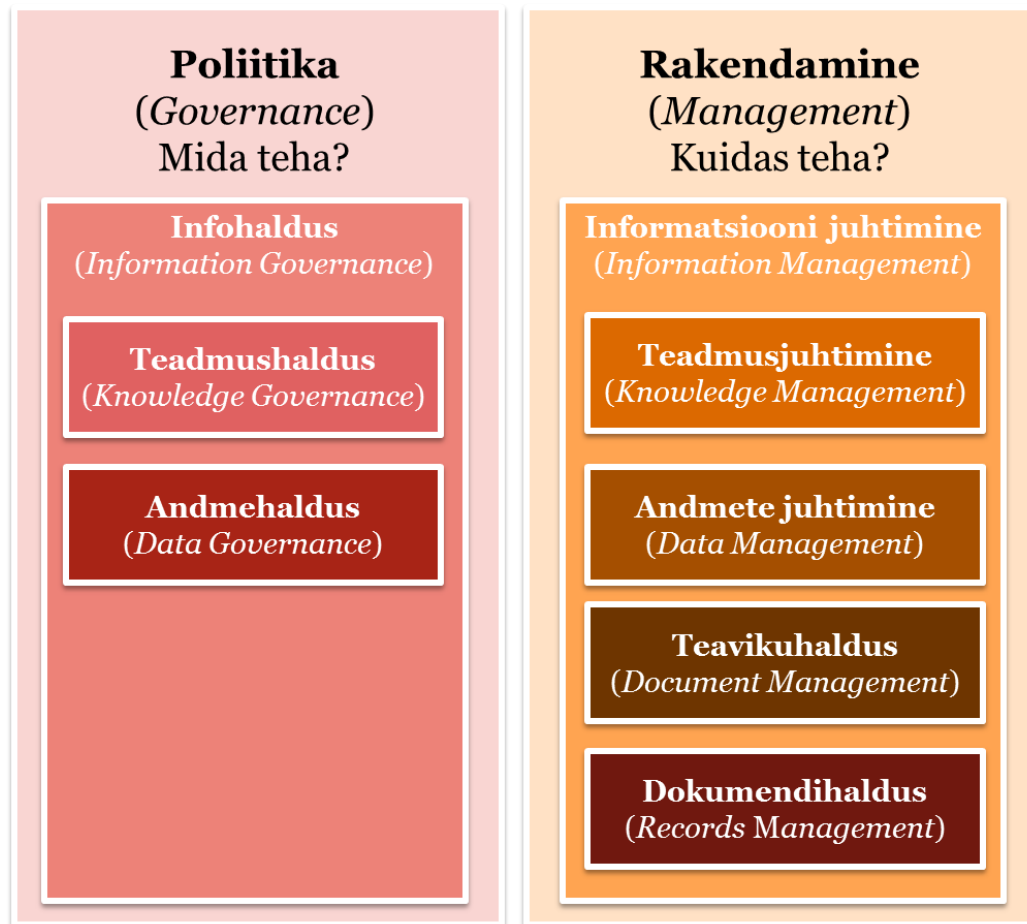 Poliitika
(Governance)
Mida teha?
Infohaldus
(Information Governance)
Teadmushaldus
(Knowledge Governance)
Andmehaldus
(Data Governance)
Rakendamine
(Management)
Kuidas teha?
Informatsiooni juhtimine
(Information Management)
Teadmusjuhtimine
(Knowledge Management)
Andmete juhtimine
(Data Management)
Teavikuhaldus
(Document Management)
Dokumendihaldus
(Records Management)